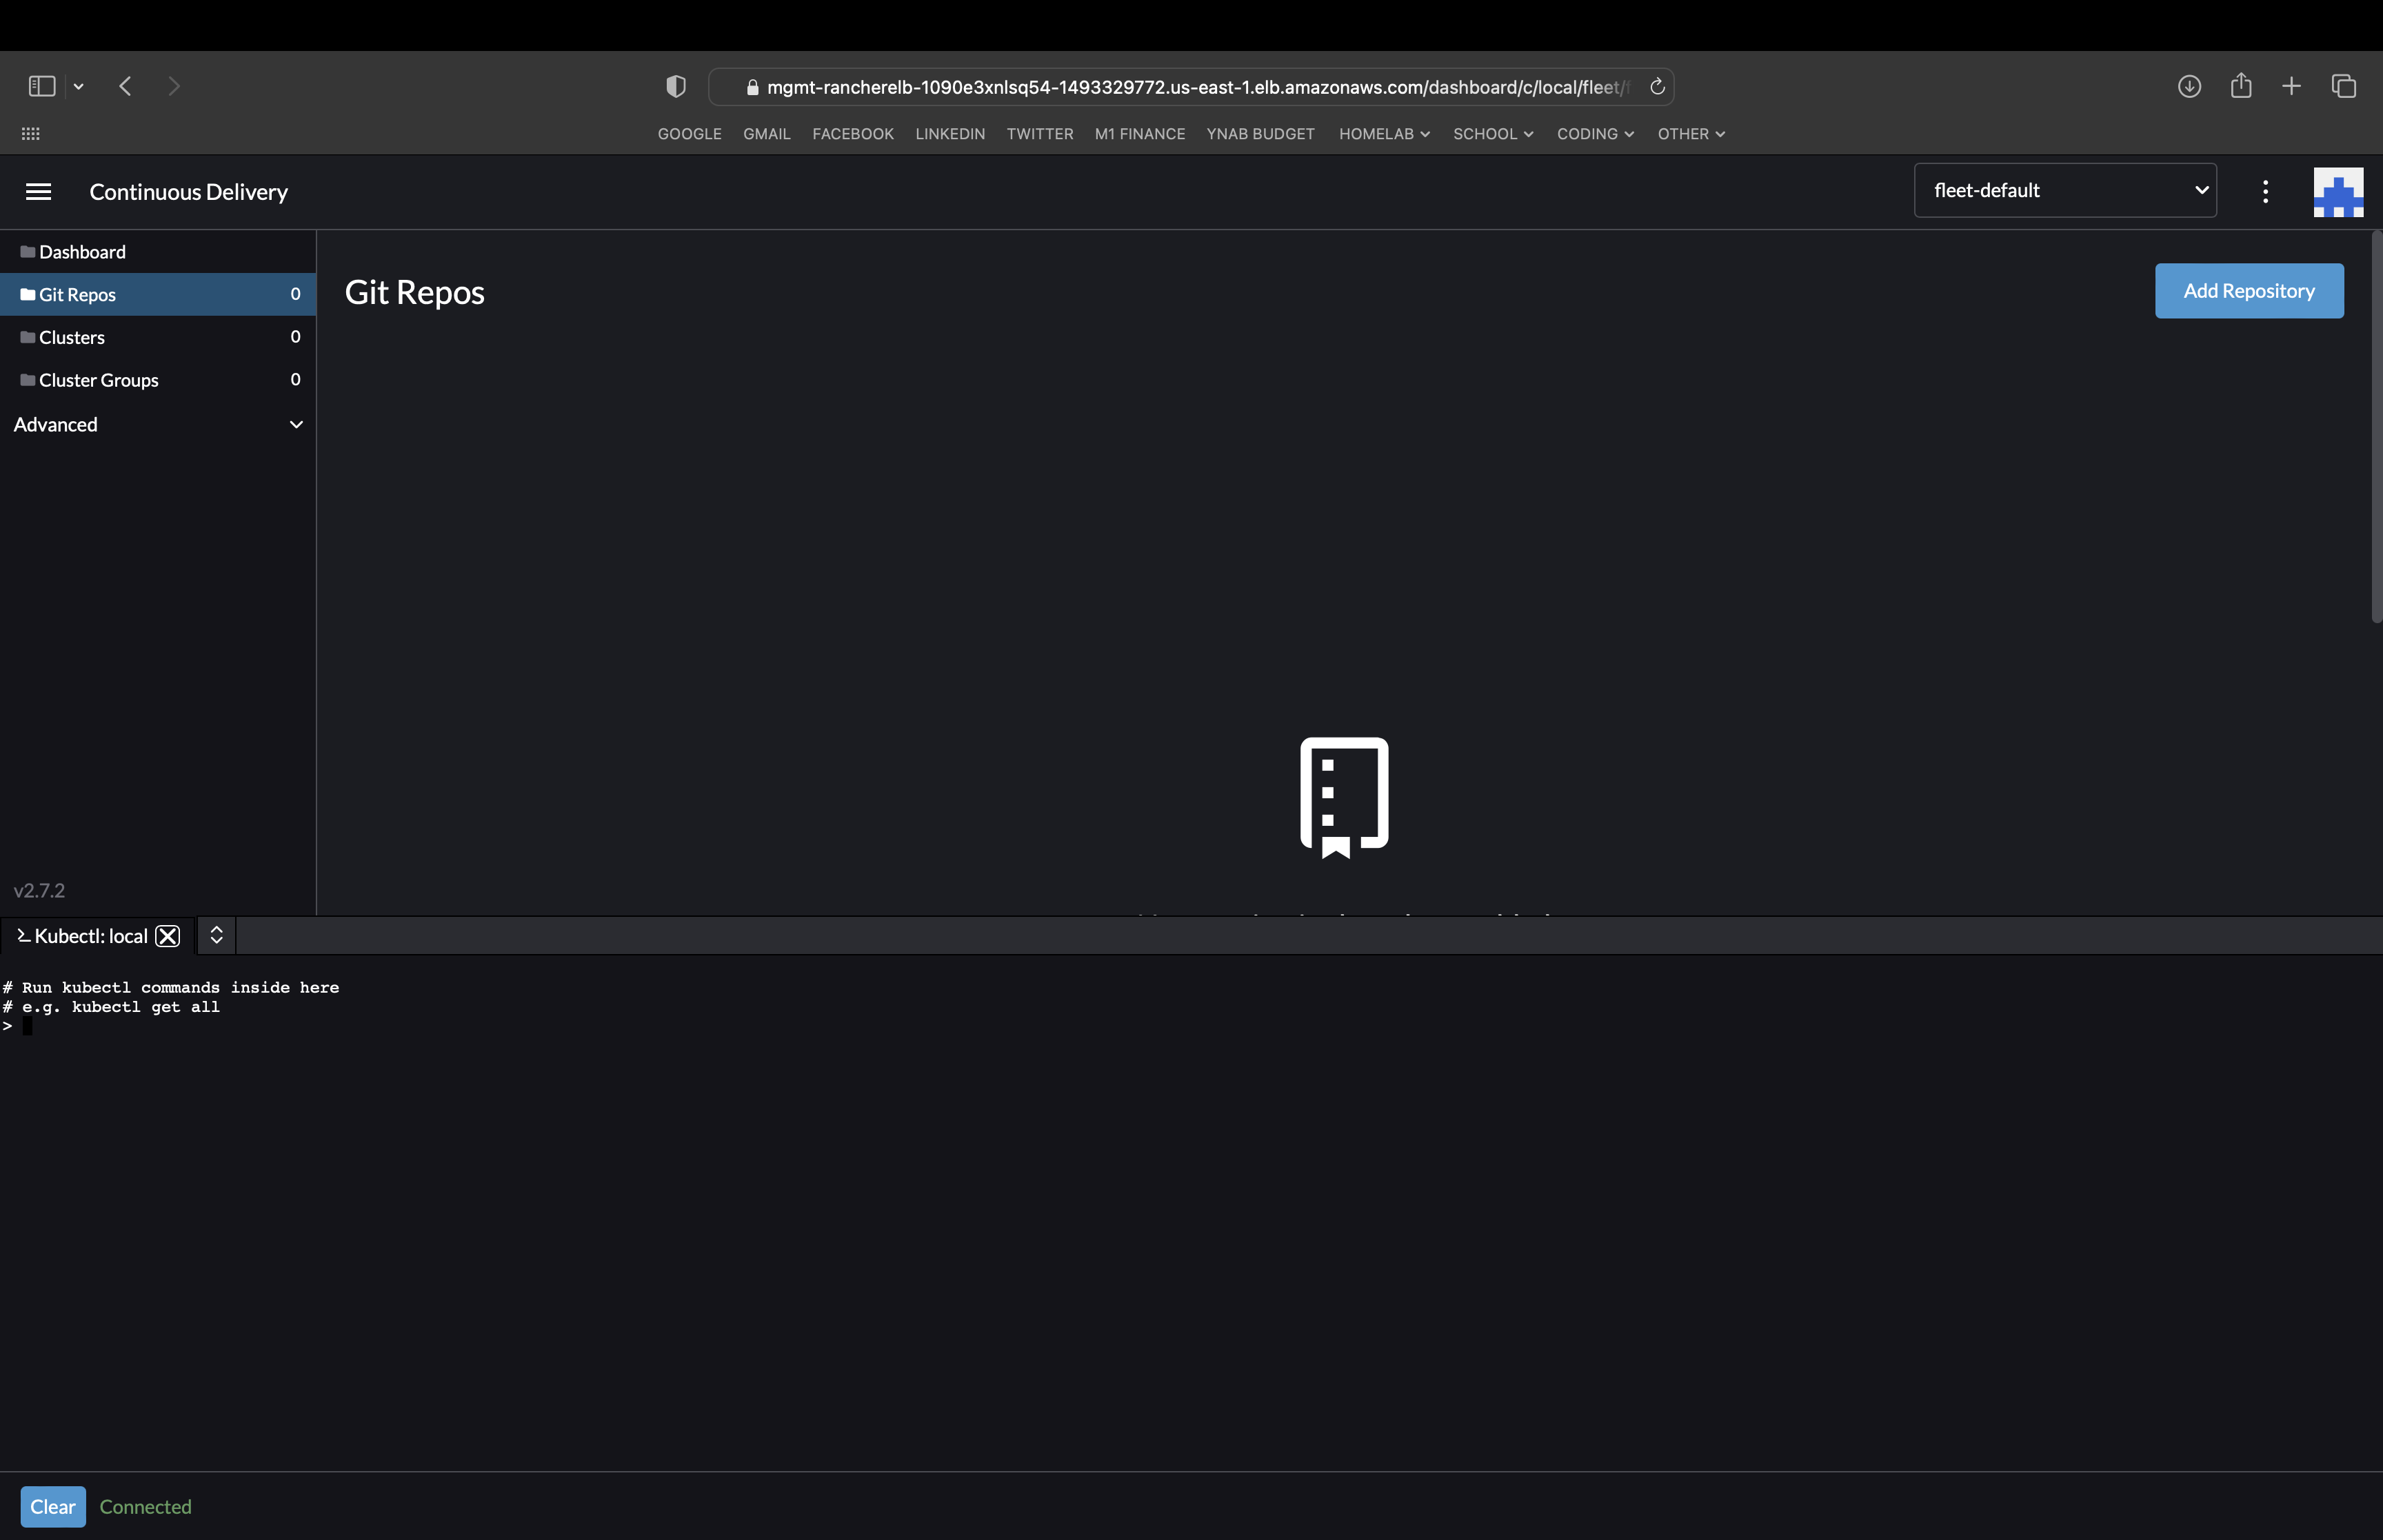 mgmt-rancherelb-1090e3xnlsq54-1493329772.us-east-1.elb.amazonaws.com/dashboard/c/local/fleet/
GOOGLE GMAIL FACEBOOK LINKEDIN TWITTER M1 FINANCE YNAB BUDGET HOMELAB SCHOOL CODING OTHER
Continuous Delivery
fleet-default
Dashboard
Git Repos 0
Clusters 0
Cluster Groups 0
Advanced
v2.7.2
Git Repos
Add Repository
Kubectl: local
# Run kubectl commands inside here
# e.g. kubectl get all
>
Clear
Connected